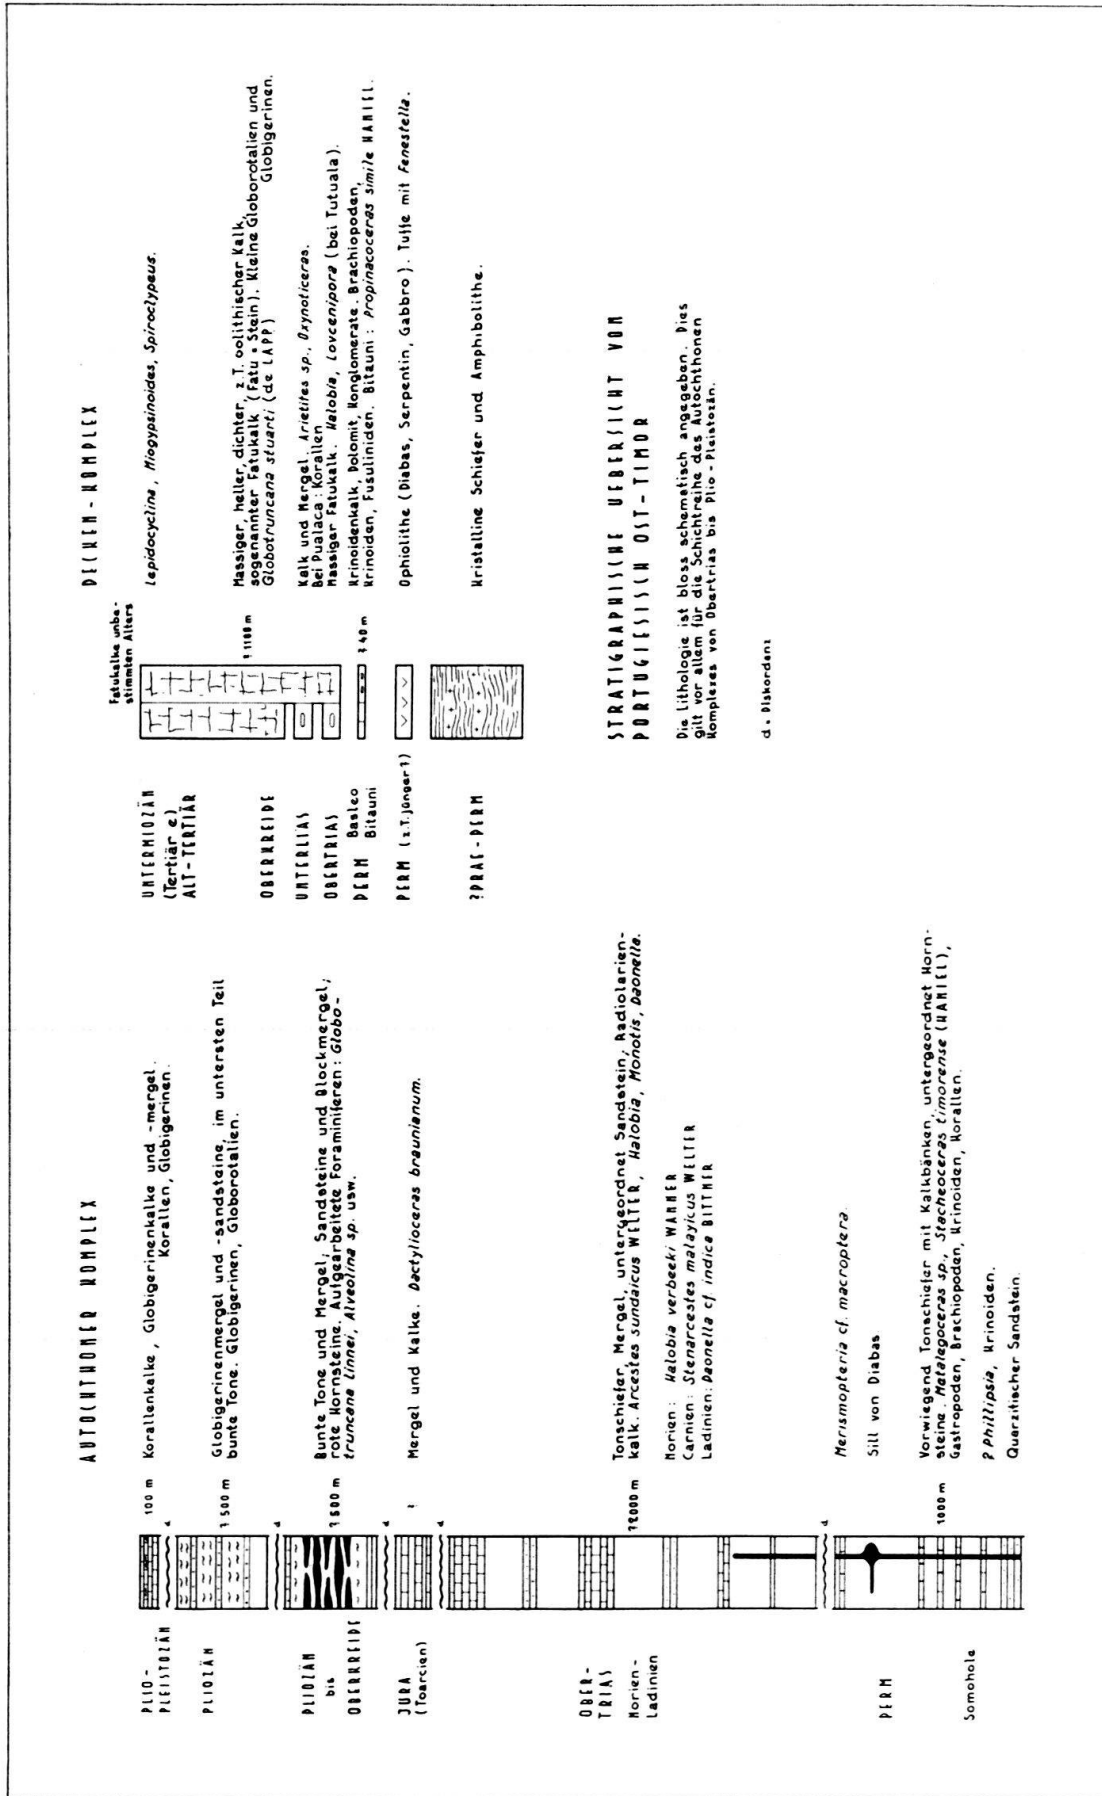 AUTOCHTHONER KOMPLEX
PLIO-
PLEISTOZÄN
100 m
Korallenkalke, Globigerinenkalke und -mergel.
Korallen, Globigerinen.
d
PLIOZÄN
? 500 m
Globigerinenmergel und -sandsteine, im untersten Teil
bunte Tone. Globigerinen, Globorotalien.
d
PLIOZÄN
bis
OBERKREIDE
? 600 m
Bunte Tone und Mergel; Sandsteine und Blockmergel;
rote Hornsteine. Aufgearbeitete Foraminiferen: Globo-
truncana linnei, Alveolina sp. usw.
d
JURA
(Toarcien)
?
Mergel und Kalke. Dactylioceras braunianum.
d
OBER-
TRIAS
Norien-
Ladinien
?2000 m
Tonschiefer, Mergel, untergeordnet Sandstein, Radiolarien-
kalk. Arcestes sundaicus WELTER, Halobia, Monotis, Daonella.
Norien: Halobia verbeeki WANNER
Carnien: Stenarcestes malayicus WELTER
Ladinien: Daonella cf. indica BITTNER
d
PERM
Somohole
?1000 m
Merismopteria cf. macroptera.
Sill von Diabas
Vorwiegend Tonschiefer mit Kalkbänken, untergeordnet Horn-
steine. Metalegoceras sp., Stacheoceras timorense (HANIEL),
Gastropoden, Brachiopoden, Krinoiden, Korallen.
? Phillipsia, Krinoiden.
Quarzitischer Sandstein.
DECKEN-KOMPLEX
Fatukalke unbe-
stimmten Alters
UNTERMIOZÄN
(Tertiär e)
ALT-TERTIÄR
Lepidocyclina, Miogypsinoides, Spiroclypeus.
OBERKREIDE
? 1100 m
Massiger, heller, dichter, z.T. oolithischer Kalk,
sogenannter Fatukalk (Fatu = Stein). Kleine Globorotalien und
Globigerinen.
Globotruncana stuarti (de LAPP)
UNTERLIAS
Kalk und Mergel. Arietites sp., Oxynoticeras.
Bei Pualaca: Korallen
OBERTRIAS
Massiger Fatukalk. Halobia, Lovcenipora (bei Tutuala).
PERM Basleo
Bitauni
? 40 m
Krinoidenkalk, Dolomit, Konglomerate. Brachiopoden,
Krinoiden, Fusuliniden. Bitauni: Propinacoceras simile HANIEL.
PERM (z.T. jünger?)
Ophiolithe (Diabas, Serpentin, Gabbro). Tuffe mit Fenestella.
?PRAE-PERM
Kristalline Schiefer und Amphibolithe.
STRATIGRAPHISCHE UEBERSICHT VOM
PORTUGIESISCH OST-TIMOR
Die Lithologie ist bloss schematisch angegeben. Dies
gilt vor allem für die Schichtreihe des Autochthonen
Komplexes von Obertrias bis Plio-Pleistozän.
d = Diskordanz